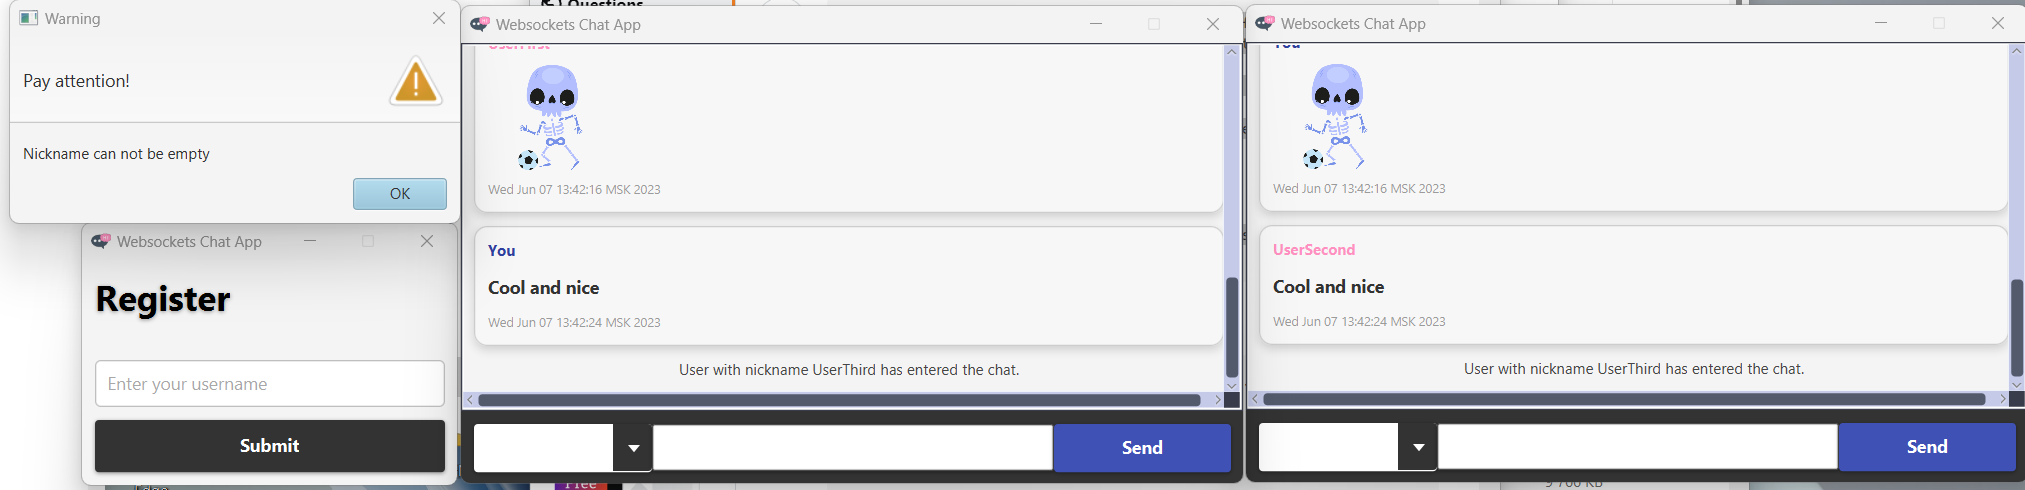 Questions
Warning
Pay attention!
Nickname can not be empty
OK
Websockets Chat App
Register
Enter your username
Submit
Websockets Chat App
UserFirst
Wed Jun 07 13:42:16 MSK 2023
You
Cool and nice
Wed Jun 07 13:42:24 MSK 2023
User with nickname UserThird has entered the chat.
Send
Free
Websockets Chat App
You
Wed Jun 07 13:42:16 MSK 2023
UserSecond
Cool and nice
Wed Jun 07 13:42:24 MSK 2023
User with nickname UserThird has entered the chat.
Send